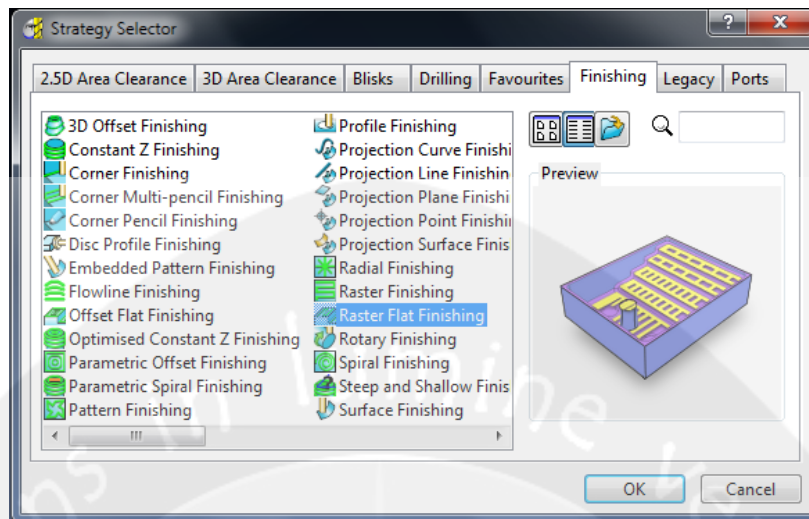 Strategy Selector
2.5D Area Clearance 3D Area Clearance Blisks Drilling Favourites Finishing Legacy Ports
3D Offset Finishing
Constant Z Finishing
Corner Finishing
Corner Multi-pencil Finishing
Corner Pencil Finishing
Disc Profile Finishing
Embedded Pattern Finishing
Flowline Finishing
Offset Flat Finishing
Optimised Constant Z Finishing
Parametric Offset Finishing
Parametric Spiral Finishing
Pattern Finishing
Profile Finishing
Projection Curve Finishi
Projection Line Finishin
Projection Plane Finishi
Projection Point Finishin
Projection Surface Finis
Radial Finishing
Raster Finishing
Raster Flat Finishing
Rotary Finishing
Spiral Finishing
Steep and Shallow Finis
Surface Finishing
Preview
OK Cancel
ns in lumine